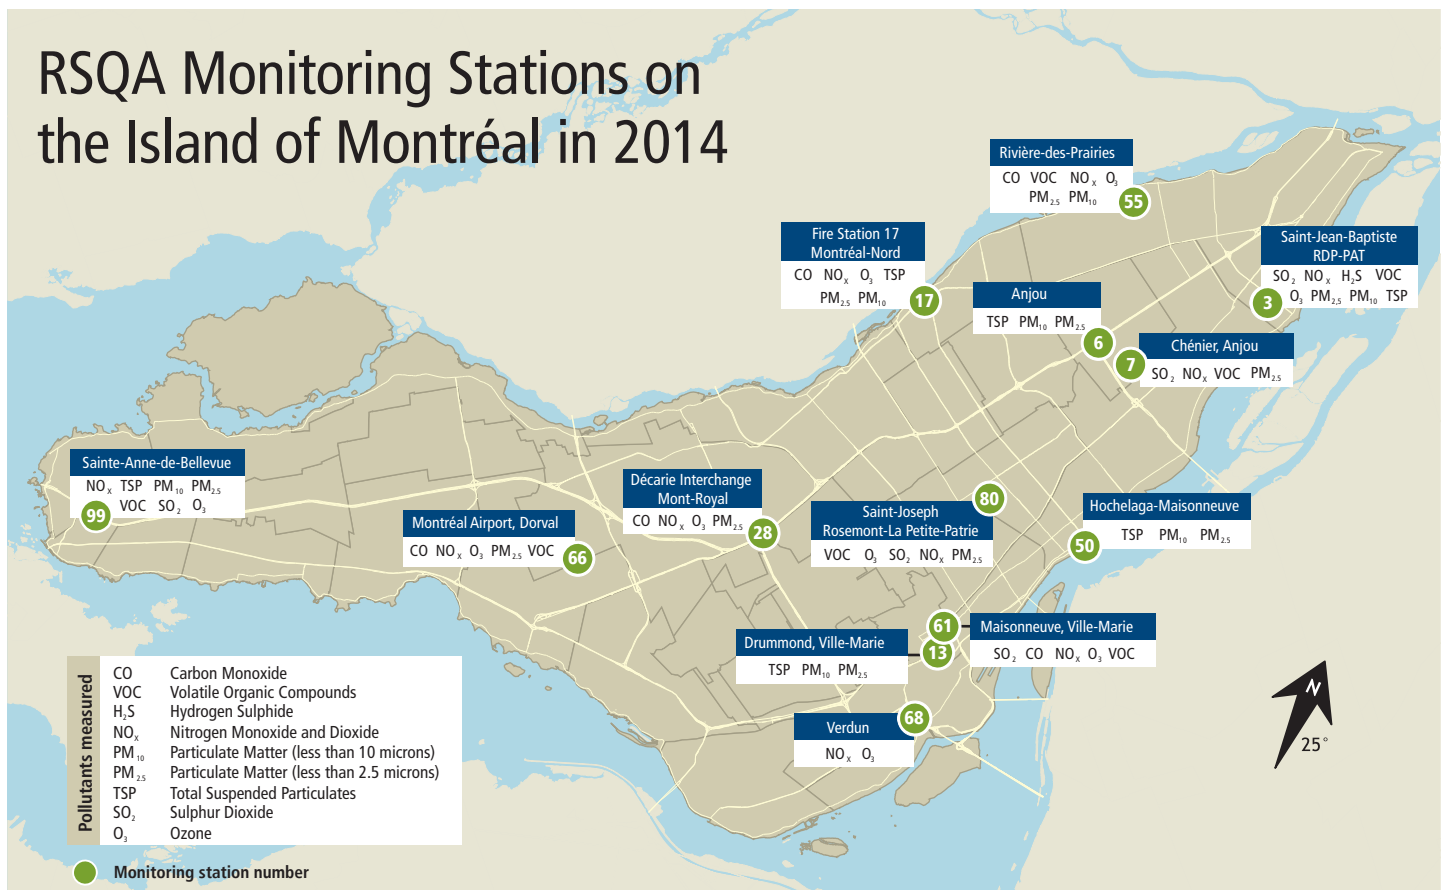 RSQA Monitoring Stations on
the Island of Montréal in 2014
Rivière-des-Prairies
CO VOC NOx O3
PM2.5 PM10
55
Fire Station 17
Montréal-Nord
CO NOx O3 TSP
PM2.5 PM10
17
Saint-Jean-Baptiste
RDP-PAT
SO2 NOx H2S VOC
O3 PM2,5 PM10 TSP
3
Anjou
TSP PM10 PM2.5
6
Chénier, Anjou
SO2 NOx VOC PM2.5
7
Sainte-Anne-de-Bellevue
NOx TSP PM10 PM2.5
VOC SO2 O3
99
Montréal Airport, Dorval
CO NOx O3 PM2.5 VOC
66
Décarie Interchange
Mont-Royal
CO NOx O3 PM2.5
28
Saint-Joseph
Rosemont-La Petite-Patrie
VOC O3 SO2 NOx PM2.5
80
Hochelaga-Maisonneuve
TSP PM10 PM2.5
50
Maisonneuve, Ville-Marie
SO2 CO NOx O3 VOC
61
Drummond, Ville-Marie
TSP PM10 PM2.5
13
Verdun
NOx O3
68
Pollutants measured
CO Carbon Monoxide
VOC Volatile Organic Compounds
H2S Hydrogen Sulphide
NOx Nitrogen Monoxide and Dioxide
PM10 Particulate Matter (less than 10 microns)
PM2.5 Particulate Matter (less than 2.5 microns)
TSP Total Suspended Particulates
SO2 Sulphur Dioxide
O3 Ozone
Monitoring station number
N
25°